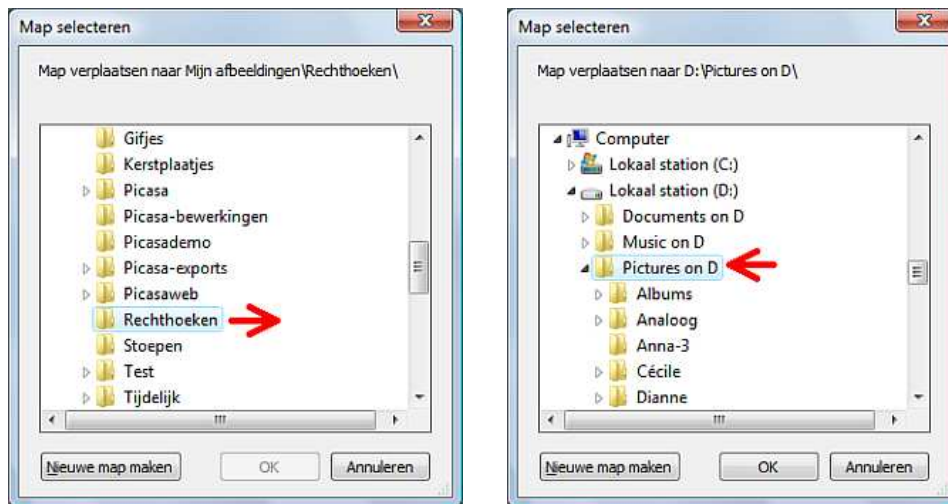 Map selecteren
Map verplaatsen naar Mijn afbeeldingen\Rechthoeken\
Gifjes
Kerstplaatjes
Picasa
Picasa-bewerkingen
Picasademo
Picasa-exports
Picasaweb
Rechthoeken
Stoepen
Test
Tijdelijk
Nieuwe map maken
OK
Annuleren
Map selecteren
Map verplaatsen naar D:\Pictures on D\
Computer
Lokaal station (C:)
Lokaal station (D:)
Documents on D
Music on D
Pictures on D
Albums
Analoog
Anna-3
Cécile
Dianne
Nieuwe map maken
OK
Annuleren